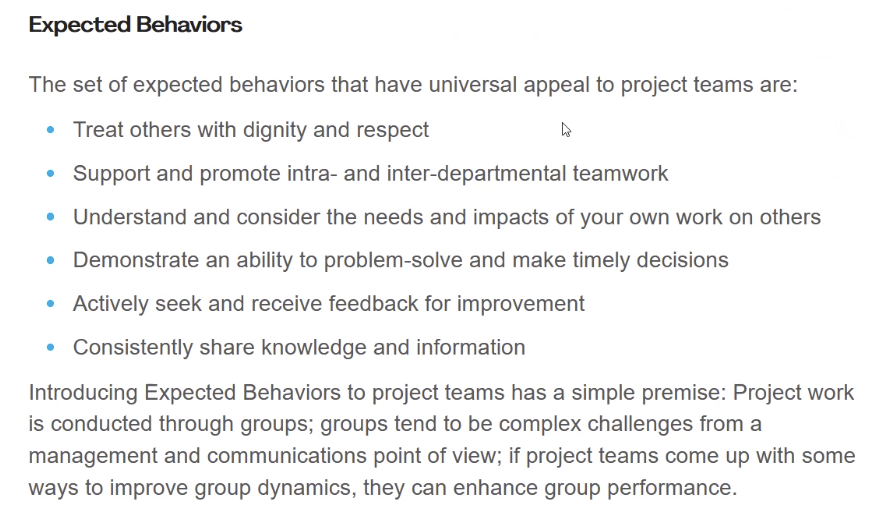 Expected Behaviors
The set of expected behaviors that have universal appeal to project teams are:
Treat others with dignity and respect
Support and promote intra- and inter-departmental teamwork
Understand and consider the needs and impacts of your own work on others
Demonstrate an ability to problem-solve and make timely decisions
Actively seek and receive feedback for improvement
Consistently share knowledge and information
Introducing Expected Behaviors to project teams has a simple premise: Project work
is conducted through groups; groups tend to be complex challenges from a
management and communications point of view; if project teams come up with some
ways to improve group dynamics, they can enhance group performance.